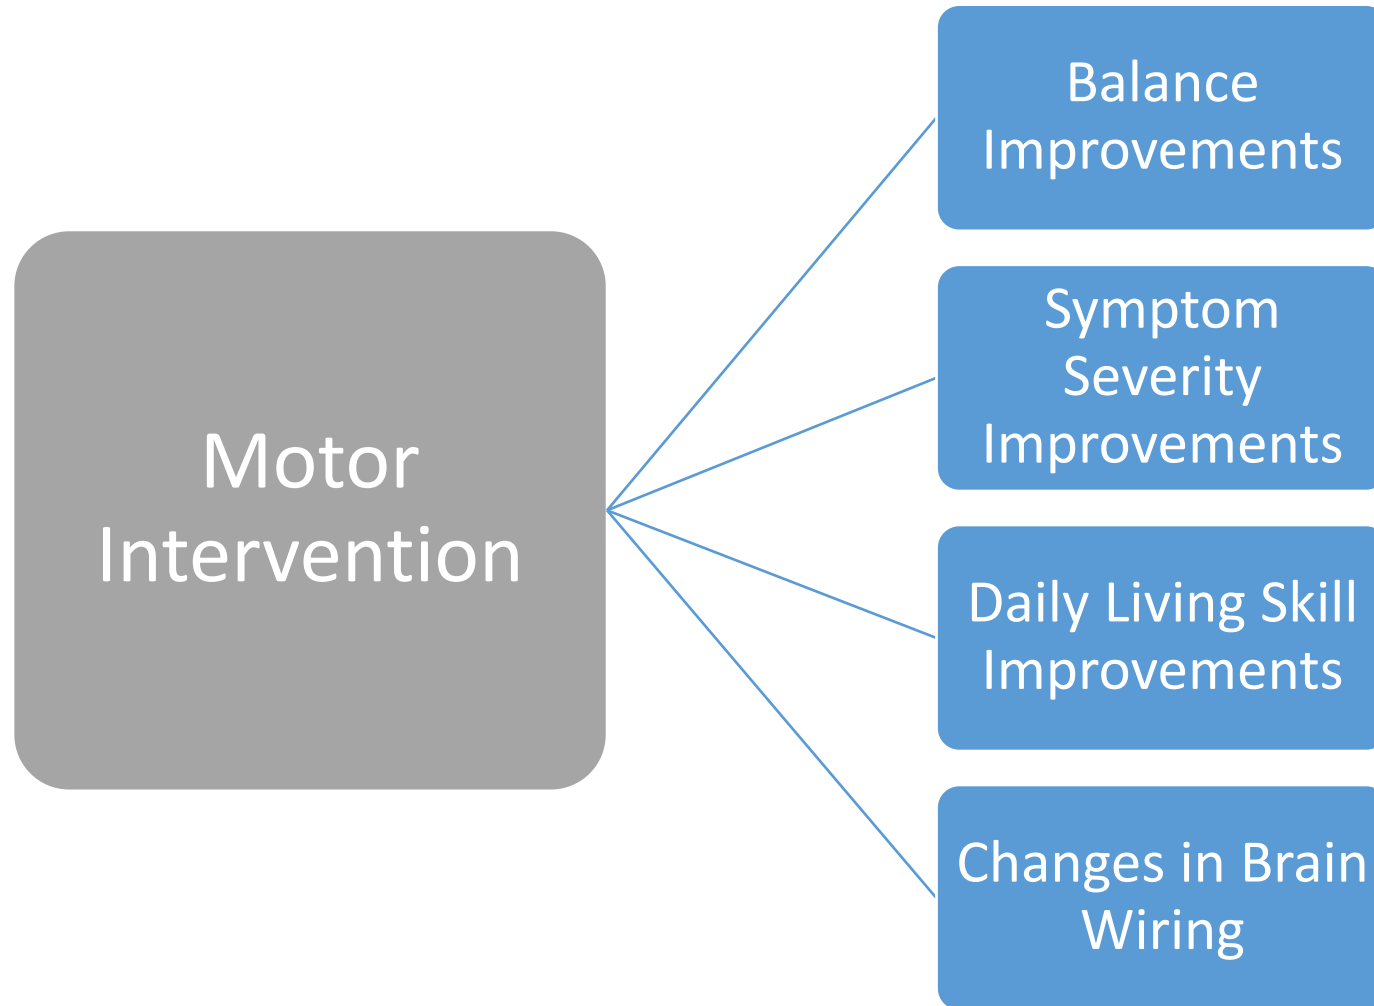 Motor
Intervention
Balance
Improvements
Symptom
Severity
Improvements
Daily Living Skill
Improvements
Changes in Brain
Wiring